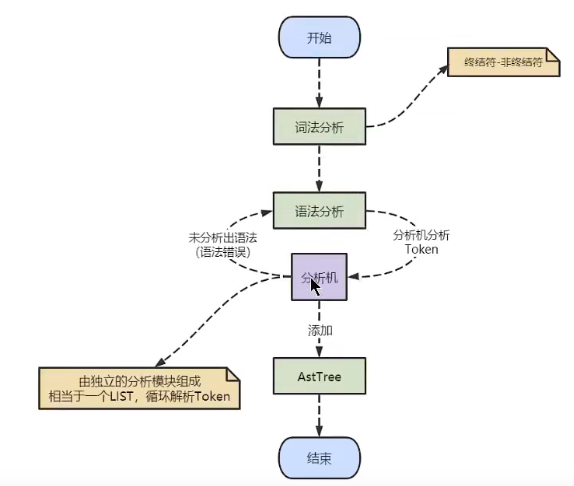 开始
终结符-非终结符
词法分析
语法分析
未分析出语法
(语法错误)
分析机分析
Token
分析机
添加
由独立的分析模块组成
相当于一个LIST，循环解析Token
AstTree
结束